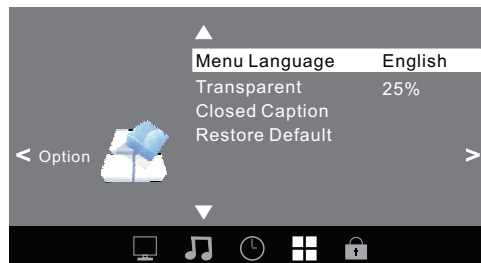 Menu Language English
Transparent 25%
Closed Caption
Restore Default
< Option >